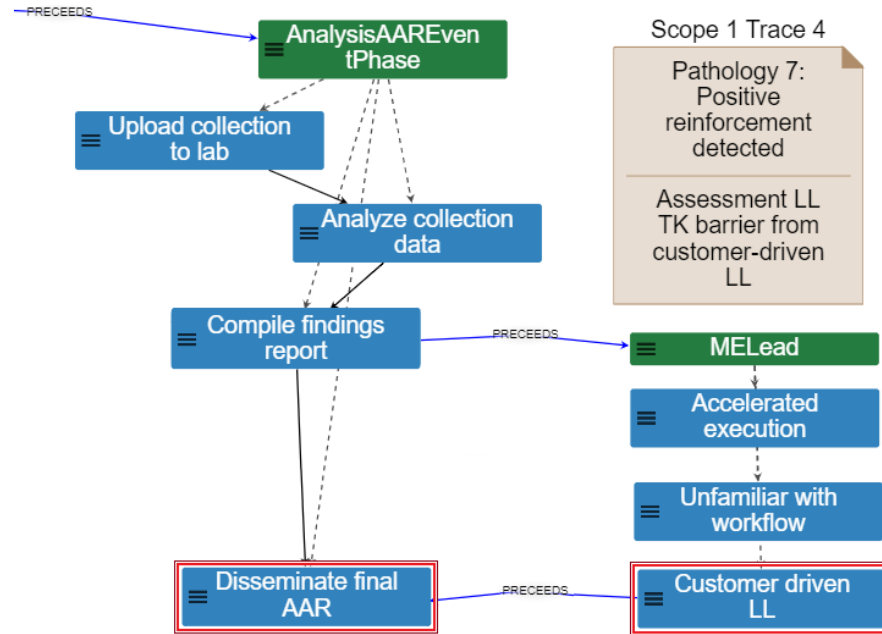 PRECEEDS
AnalysisAAREven
tPhase
Scope 1 Trace 4
Pathology 7:
Positive
reinforcement
detected
Assessment LL
TK barrier from
customer-driven
LL
Upload collection
to lab
Analyze collection
data
Compile findings
report
PRECEEDS
MELead
Accelerated
execution
Unfamiliar with
workflow
Disseminate final
AAR
PRECEEDS
Customer driven
LL